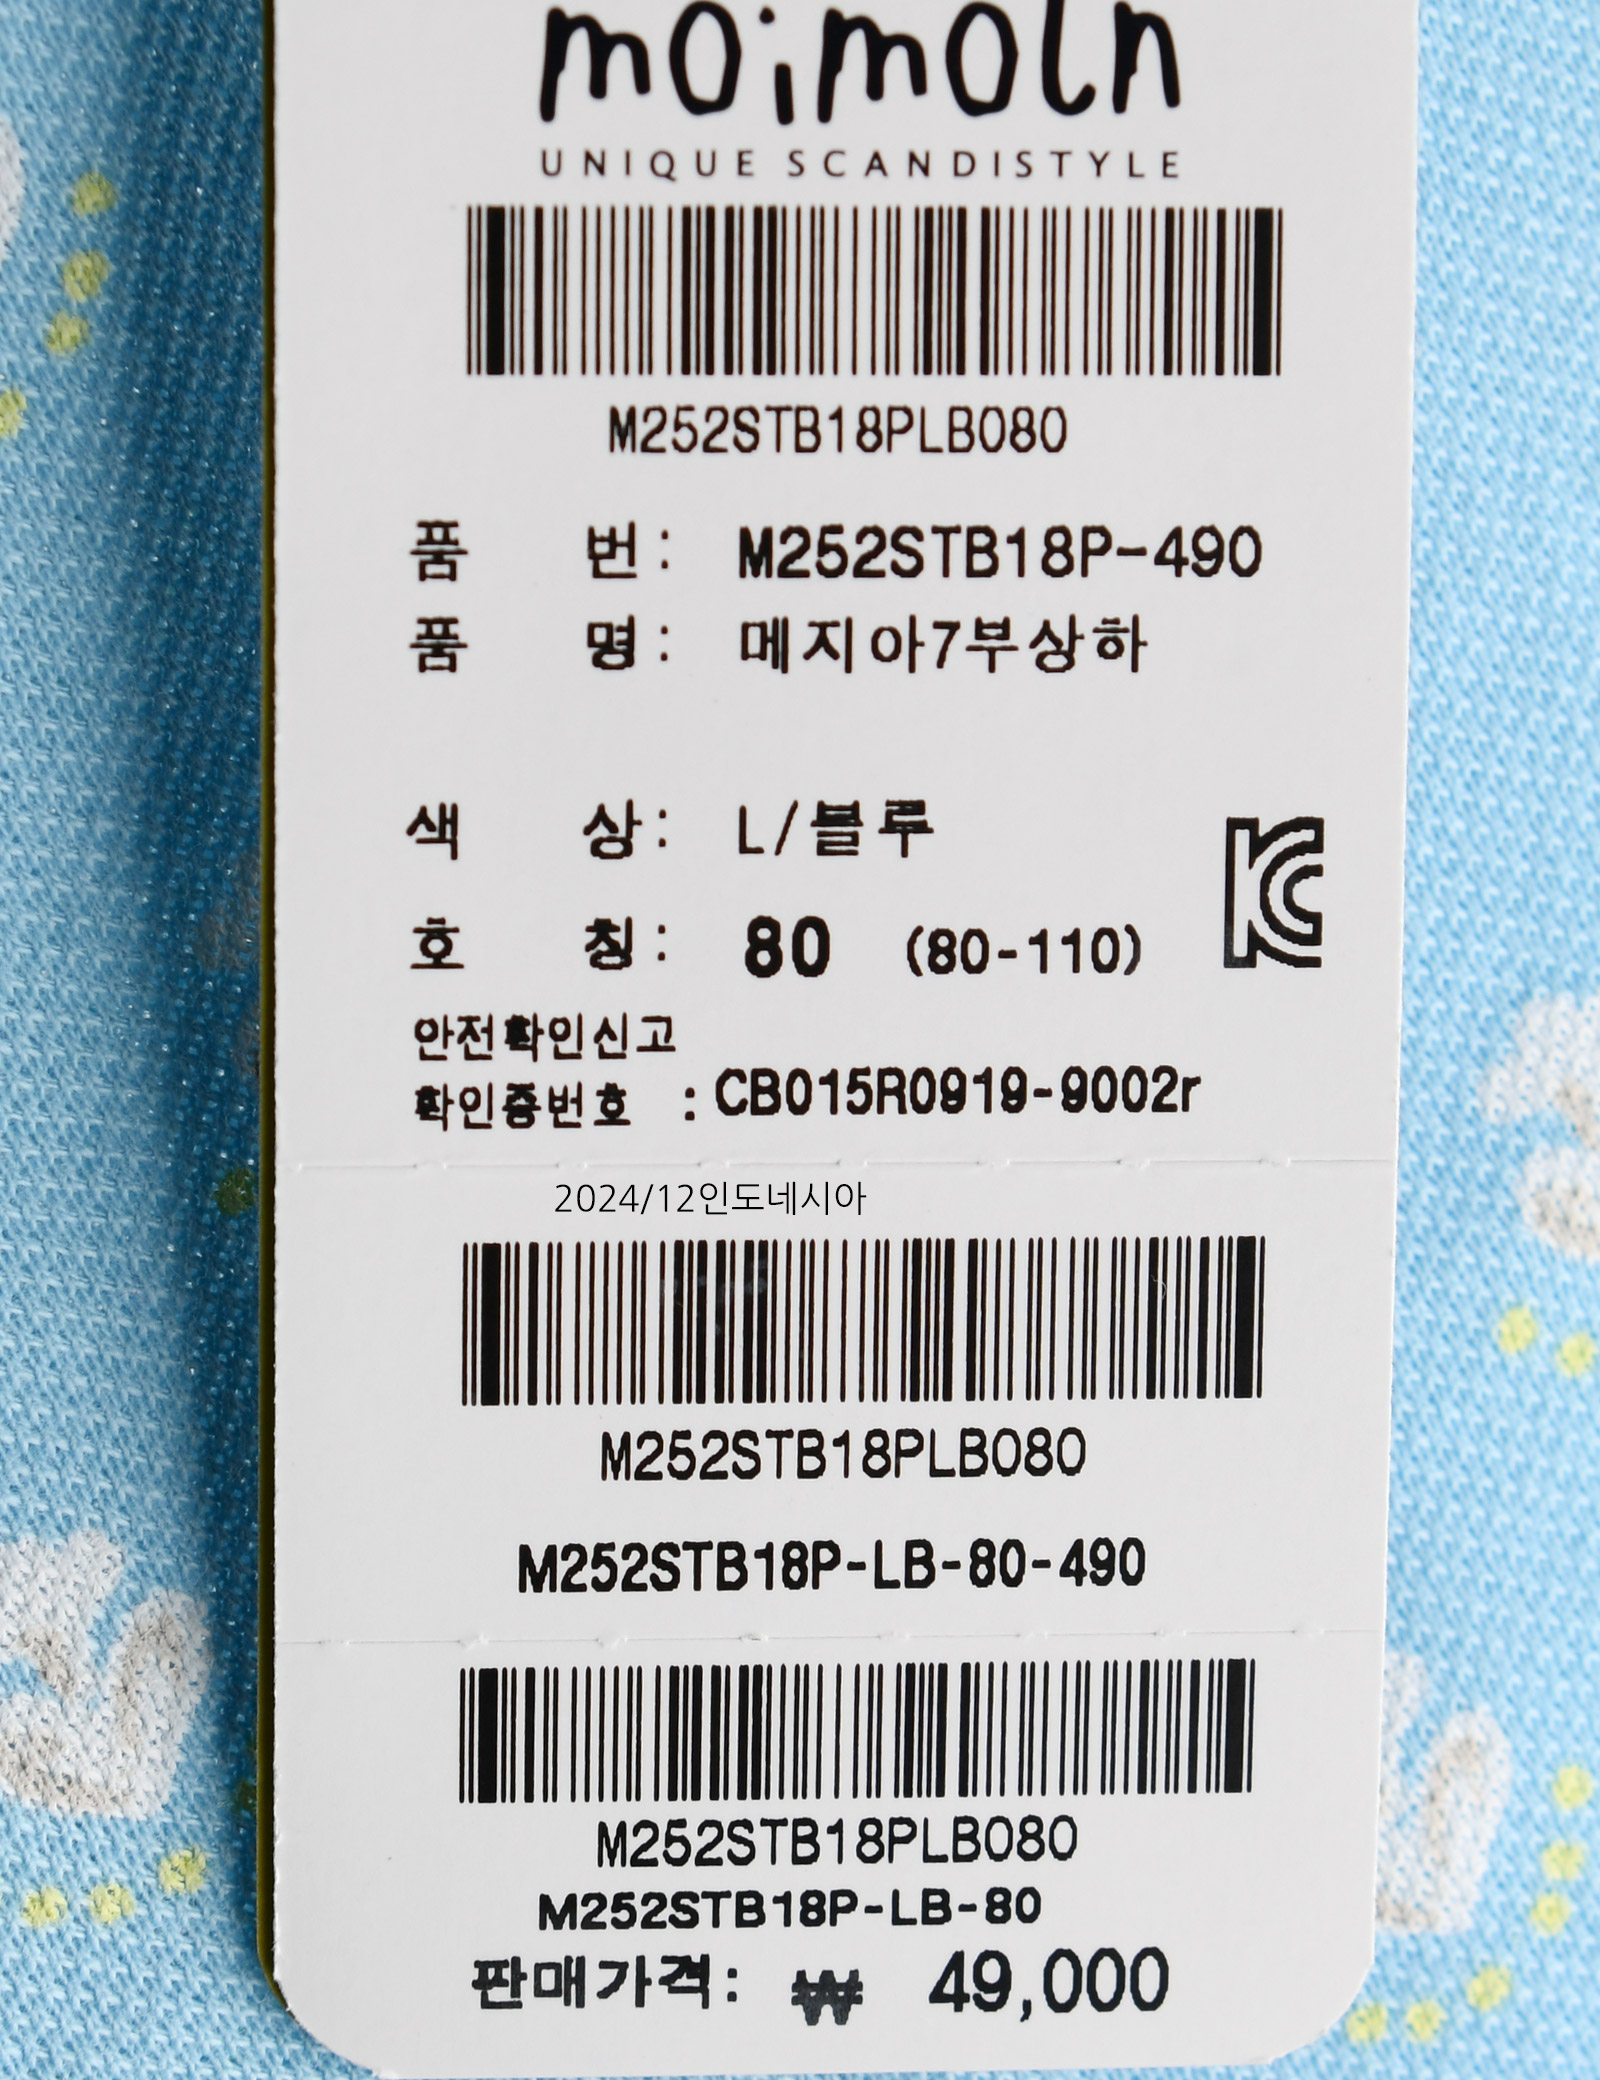 moimoln
UNIQUE SCANDISTYLE
M252STB18PLB080
품 번: M252STB18P-490
품 명: 메지아7부상하
색 상: L/블루
호 칭: 80 (80-110)
안전확인신고
확인증번호 : CB015R0919-9002r
2024/12인도네시아
M252STB18PLB080
M252STB18P-LB-80-490
M252STB18PLB080
M252STB18P-LB-80
판매가격: ₩ 49,000